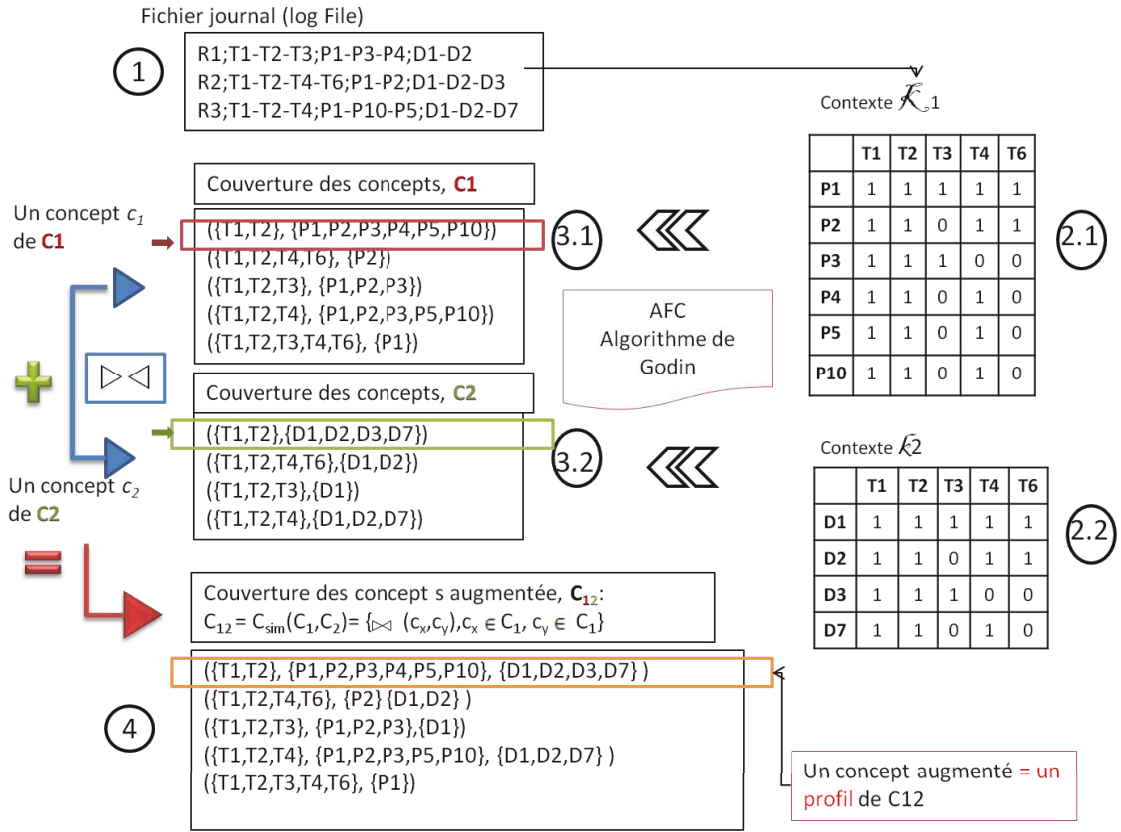 Fichier journal (log File)
1
R1;T1-T2-T3;P1-P3-P4;D1-D2
R2;T1-T2-T4-T6;P1-P2;D1-D2-D3
R3;T1-T2-T4;P1-P10-P5;D1-D2-D7
Contexte K.1
T1 T2 T3 T4 T6
P1 1 1 1 1 1
P2 1 1 0 1 1
P3 1 1 1 0 0
P4 1 1 0 1 0
P5 1 1 0 1 0
P10 1 1 0 1 0
2.1
Couverture des concepts, C1
Un concept c1
de C1
({T1,T2}, {P1,P2,P3,P4,P5,P10})
({T1,T2,T4,T6}, {P2})
({T1,T2,T3}, {P1,P2,P3})
({T1,T2,T4}, {P1,P2,P3,P5,P10})
({T1,T2,T3,T4,T6}, {P1})
3.1
AFC
Algorithme de
Godin
Couverture des concepts, C2
({T1,T2},{D1,D2,D3,D7})
({T1,T2,T4,T6},{D1,D2})
({T1,T2,T3},{D1})
({T1,T2,T4},{D1,D2,D7})
3.2
Un concept c2
de C2
Contexte K2
T1 T2 T3 T4 T6
D1 1 1 1 1 1
D2 1 1 0 1 1
D3 1 1 1 0 0
D7 1 1 0 1 0
2.2
Couverture des concept s augmentée, C12:
C12 = Csim(C1,C2)= {⋈ (cx,cy),cx ∈ C1, cy ∈ C1}
({T1,T2}, {P1,P2,P3,P4,P5,P10}, {D1,D2,D3,D7} )
({T1,T2,T4,T6}, {P2} {D1,D2} )
({T1,T2,T3}, {P1,P2,P3},{D1})
({T1,T2,T4}, {P1,P2,P3,P5,P10}, {D1,D2,D7} )
({T1,T2,T3,T4,T6}, {P1})
4
Un concept augmenté = un
profil de C12